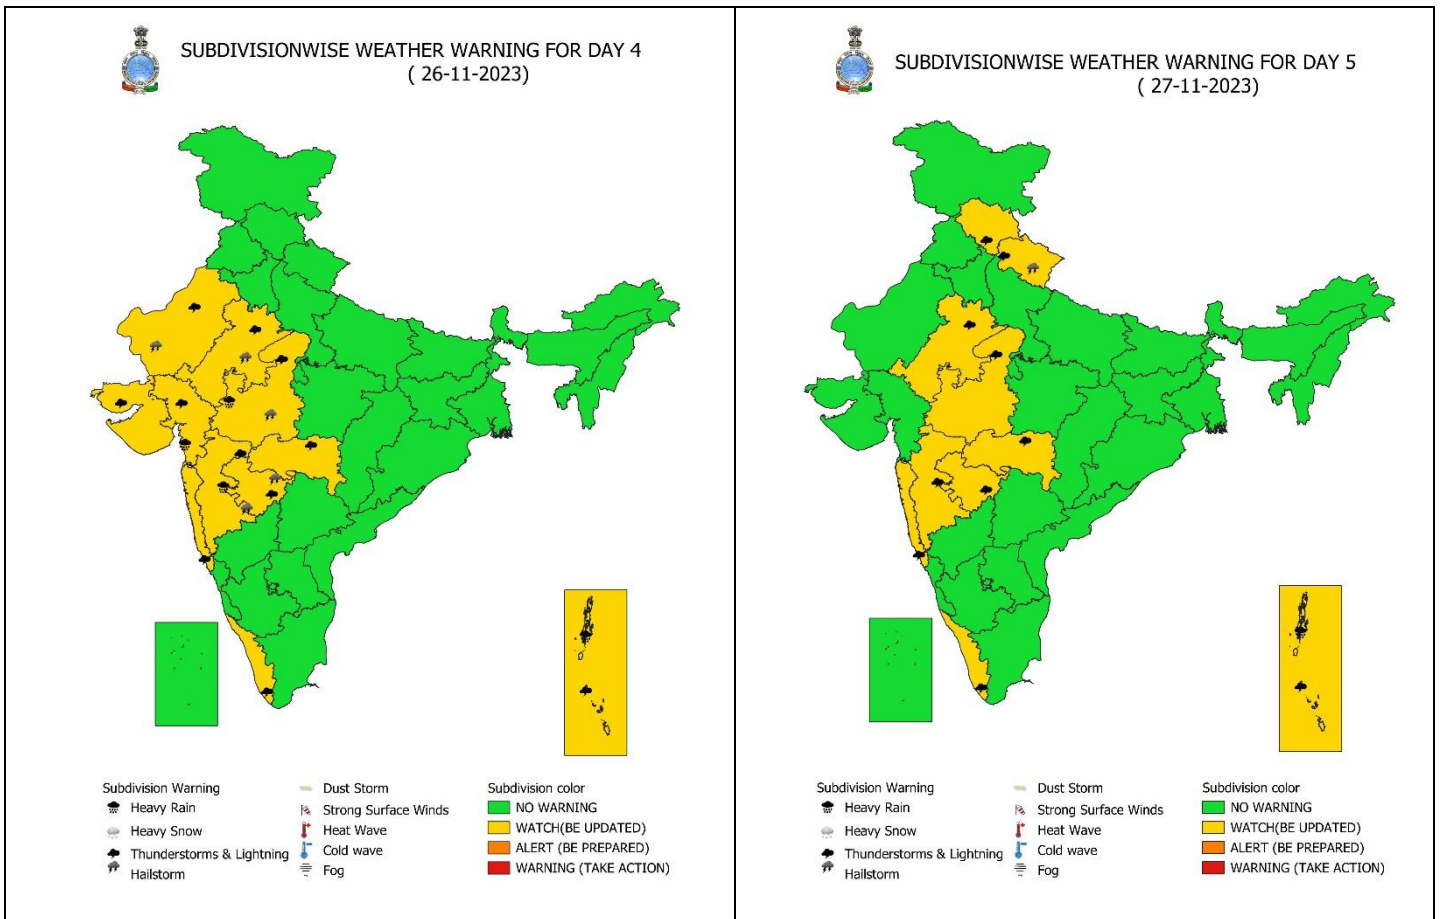 SUBDIVISIONWISE WEATHER WARNING FOR DAY 4
( 26-11-2023)
Subdivision Warning
Heavy Rain
Heavy Snow
Thunderstorms & Lightning
Hailstorm
Dust Storm
Strong Surface Winds
Heat Wave
Cold wave
Fog
Subdivision color
NO WARNING
WATCH(BE UPDATED)
ALERT (BE PREPARED)
WARNING (TAKE ACTION)
SUBDIVISIONWISE WEATHER WARNING FOR DAY 5
( 27-11-2023)
Subdivision Warning
Heavy Rain
Heavy Snow
Thunderstorms & Lightning
Hailstorm
Dust Storm
Strong Surface Winds
Heat Wave
Cold wave
Fog
Subdivision color
NO WARNING
WATCH(BE UPDATED)
ALERT (BE PREPARED)
WARNING (TAKE ACTION)